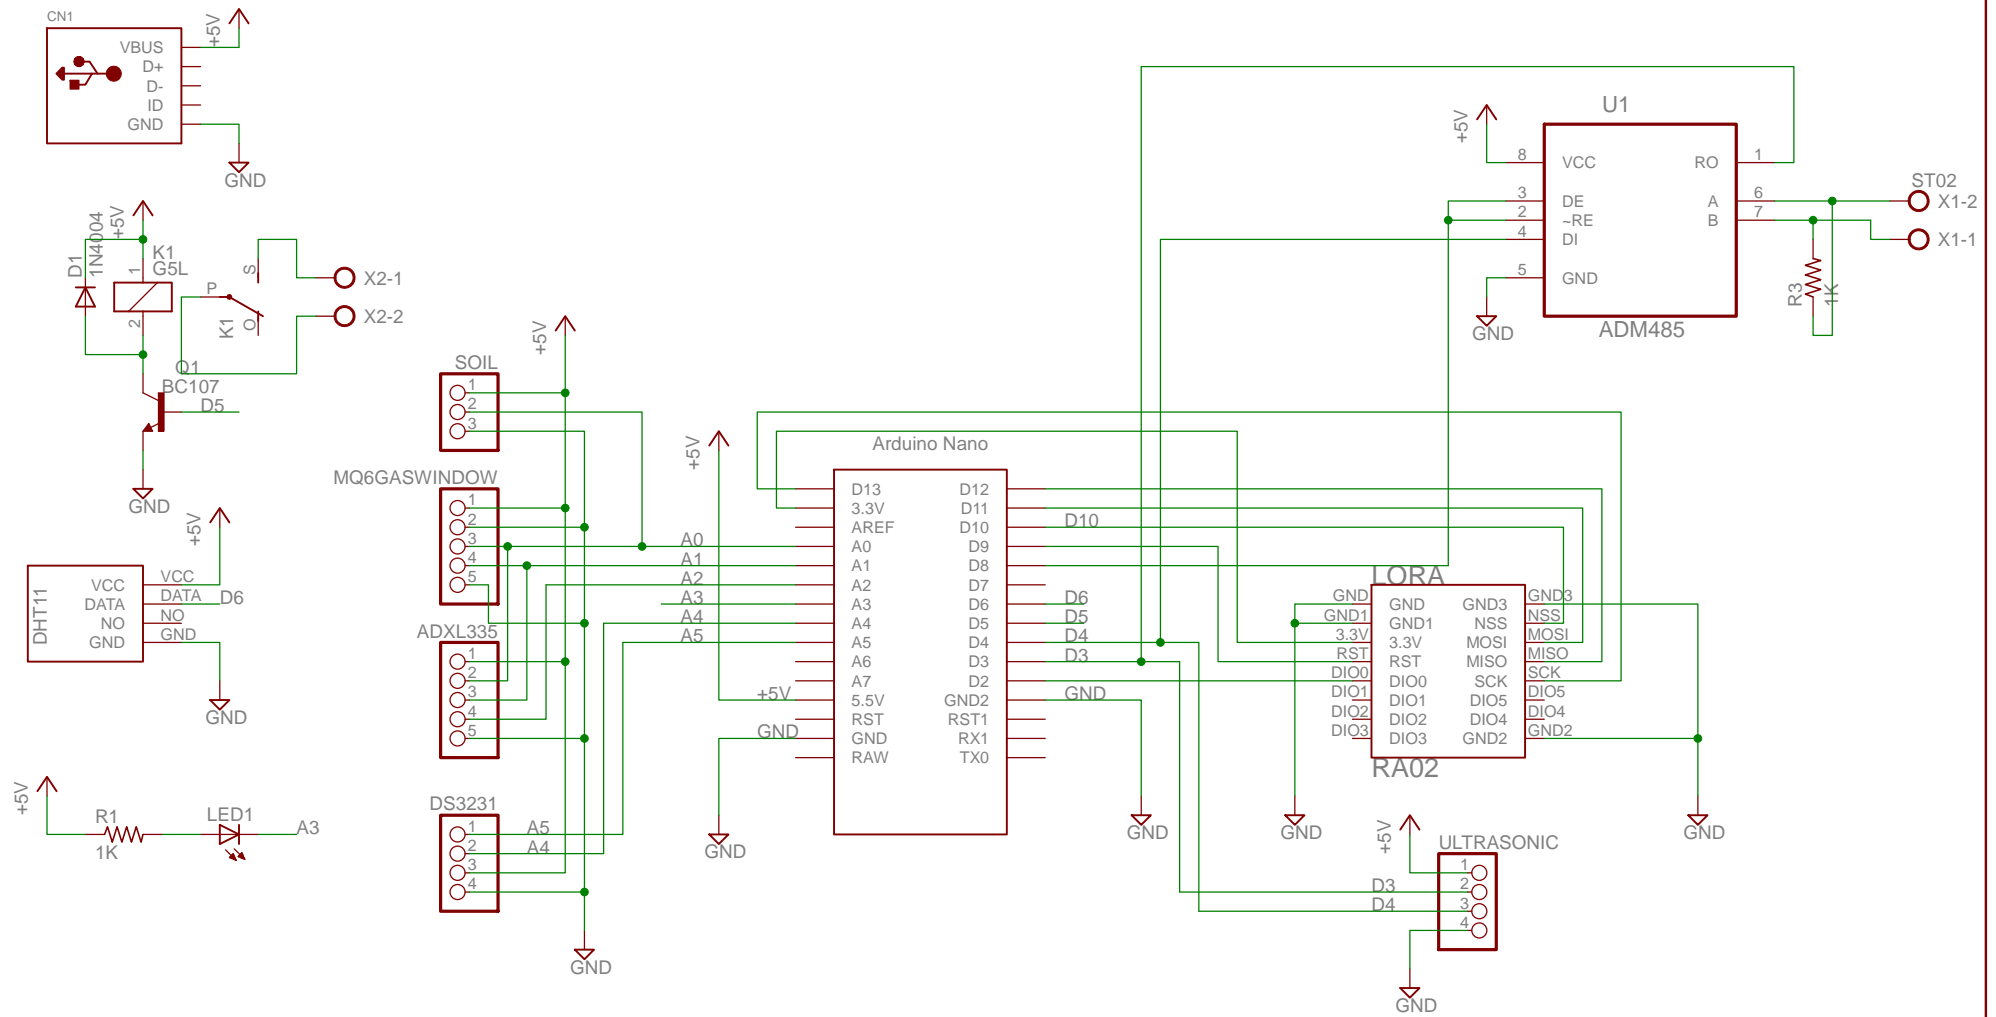 CN1
+5V
VBUS
D+
D-
ID
GND
GND
+5V
D1
1N4004
K1
G5L
1
2
S
P
O
K1
X2-1
X2-2
Q1
BC107
D5
GND
+5V
DHT11
VCC
DATA
NO
GND
VCC
DATA
NO
GND
D6
GND
+5V
R1
1K
LED1
A3
+5V
SOIL
1
2
3
MQ6GASWINDOW
1
2
3
4
5
ADXL335
1
2
3
4
5
DS3231
1
2
3
4
A5
A4
GND
+5V
A0
A1
A2
A3
A4
A5
+5V
GND
GND
Arduino Nano
D13
3.3V
AREF
A0
A1
A2
A3
A4
A5
A6
A7
5.5V
RST
GND
RAW
D12
D11
D10
D9
D8
D7
D6
D5
D4
D3
D2
GND2
RST1
RX1
TX0
D10
D6
D5
D4
D3
GND
GND
U1
+5V
8
3
2
4
5
VCC
DE
~RE
DI
GND
RO
A
B
1
6
7
ADM485
GND
ST02
X1-2
X1-1
R3
1K
LORA
GND
GND1
3.3V
RST
DIO0
DIO1
DIO2
DIO3
GND
GND1
3.3V
RST
DIO0
DIO1
DIO2
DIO3
GND3
NSS
MOSI
MISO
SCK
DIO5
DIO4
GND2
GND3
NSS
MOSI
MISO
SCK
DIO5
DIO4
GND2
RA02
GND
GND
+5V
ULTRASONIC
1
2
3
4
D3
D4
GND